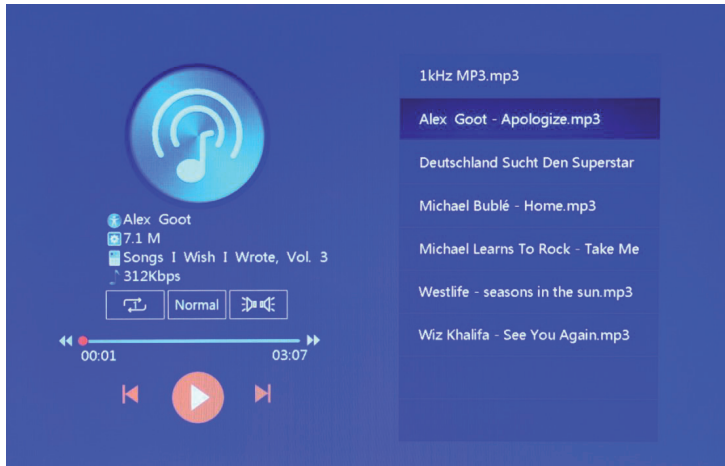 Alex Goot
7.1 M
Songs I Wish I Wrote, Vol. 3
312Kbps
1
Normal
00:01
03:07
1kHz MP3.mp3
Alex Goot - Apologize.mp3
Deutschland Sucht Den Superstar
Michael Bublé - Home.mp3
Michael Learns To Rock - Take Me
Westlife - seasons in the sun.mp3
Wiz Khalifa - See You Again.mp3